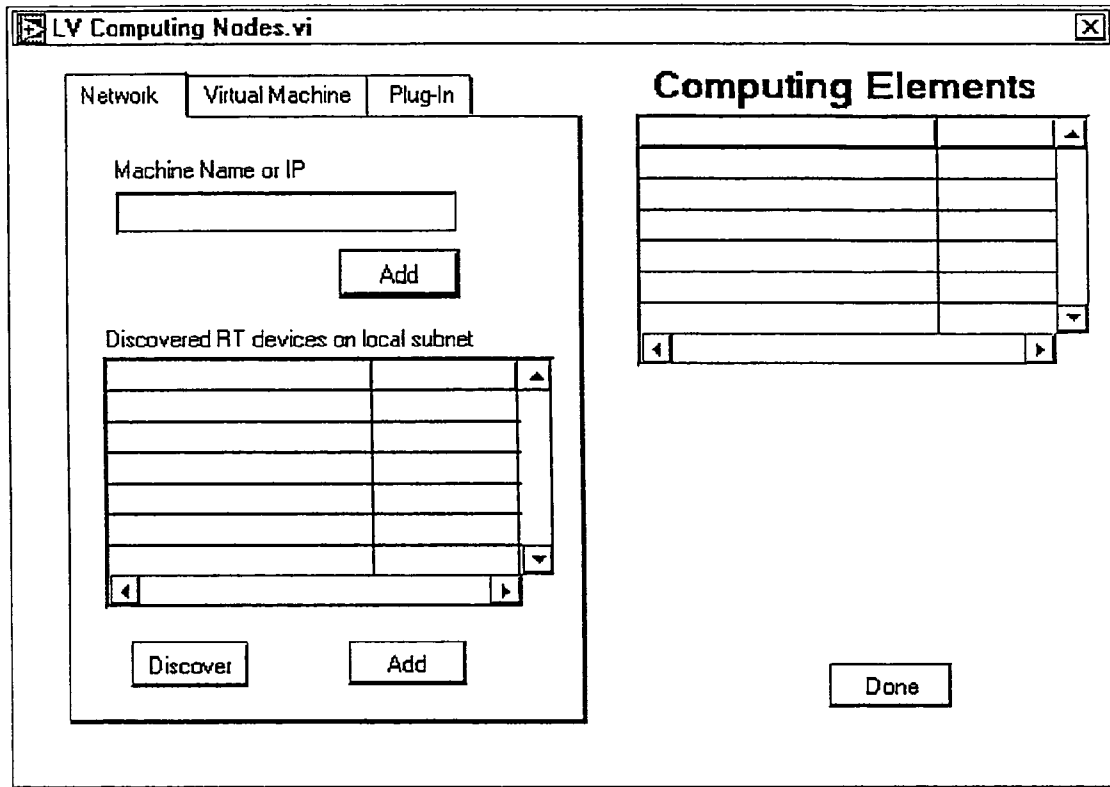 LV Computing Nodes.vi
Network Virtual Machine Plug-In
Machine Name or IP
Add
Discovered RT devices on local subnet
Discover Add
Computing Elements
Done